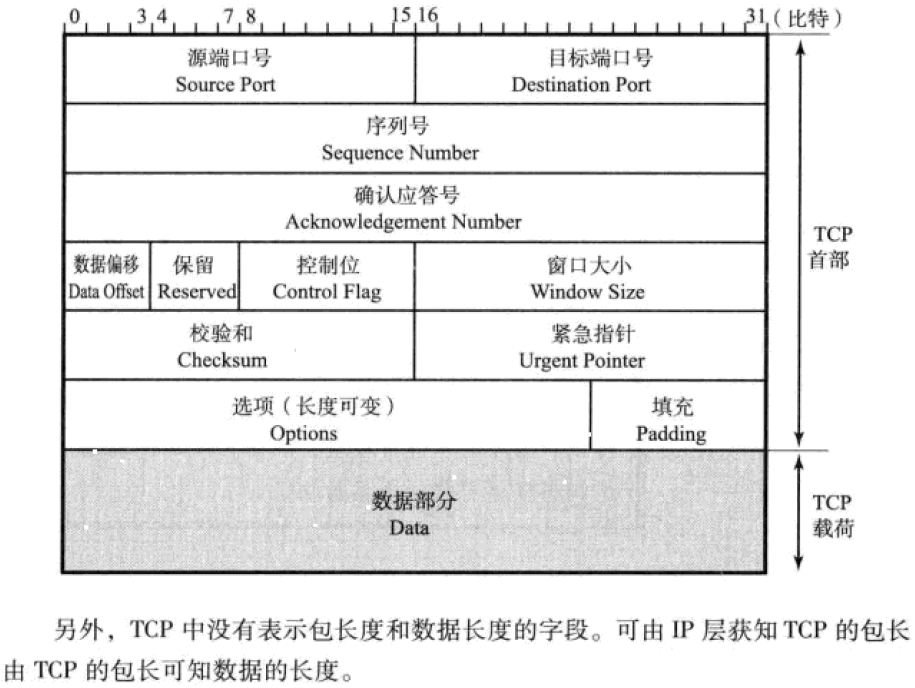 0 3 4 7 8 15 16 31 (比特)
源端口号
Source Port
目标端口号
Destination Port
序列号
Sequence Number
确认应答号
Acknowledgement Number
数据偏移
Data Offset
保留
Reserved
控制位
Control Flag
窗口大小
Window Size
校验和
Checksum
紧急指针
Urgent Pointer
选项（长度可变）
Options
填充
Padding
TCP
首部
数据部分
Data
TCP
载荷
另外，TCP 中没有表示包长度和数据长度的字段。可由 IP 层获知 TCP 的包长
由 TCP 的包长可知数据的长度。